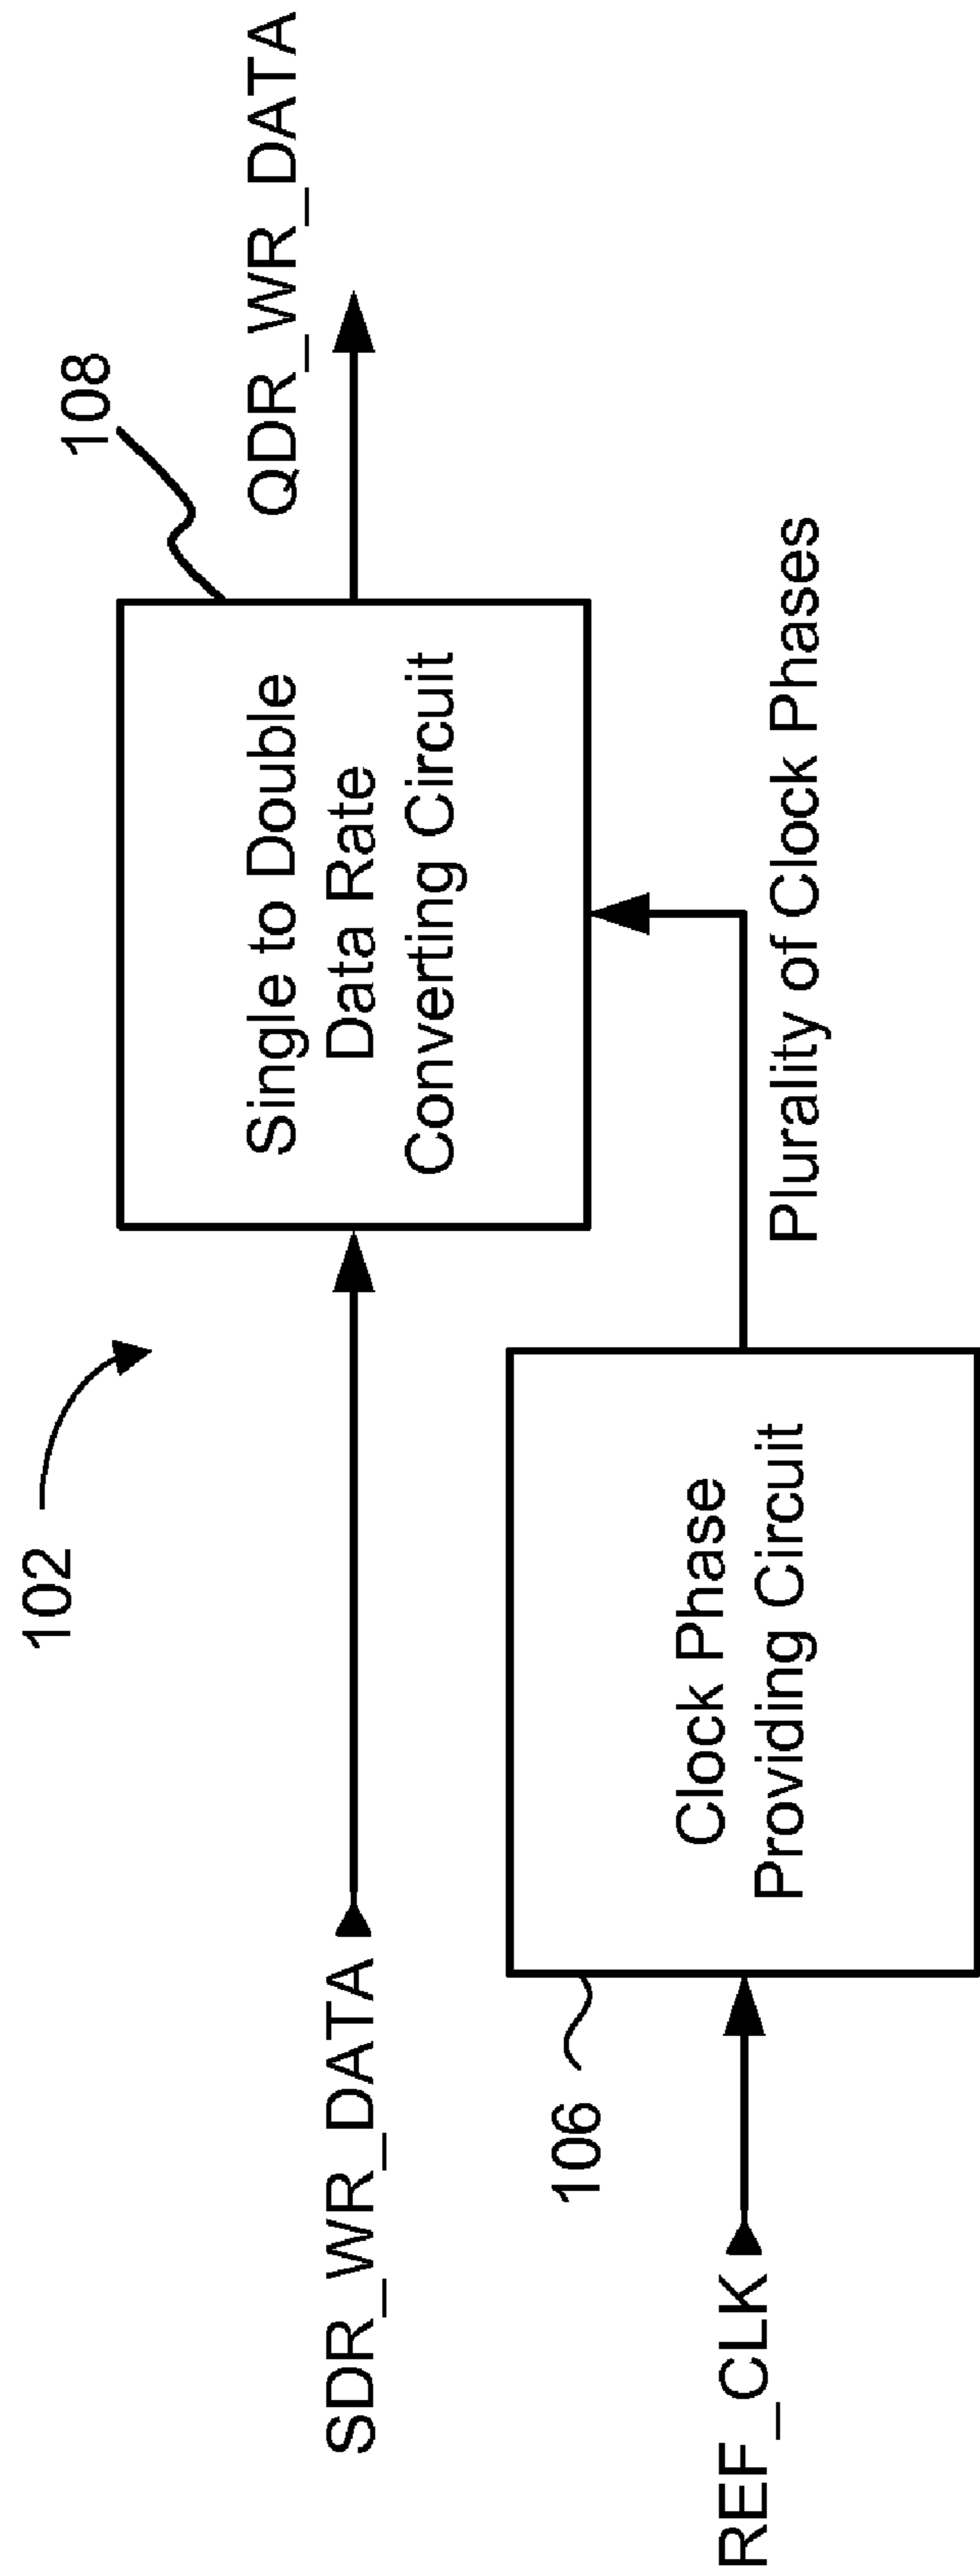 102
108
SDR_WR_DATA
Single to Double
Data Rate
Converting Circuit
QDR_WR_DATA
106
REF_CLK
Clock Phase
Providing Circuit
Plurality of Clock Phases